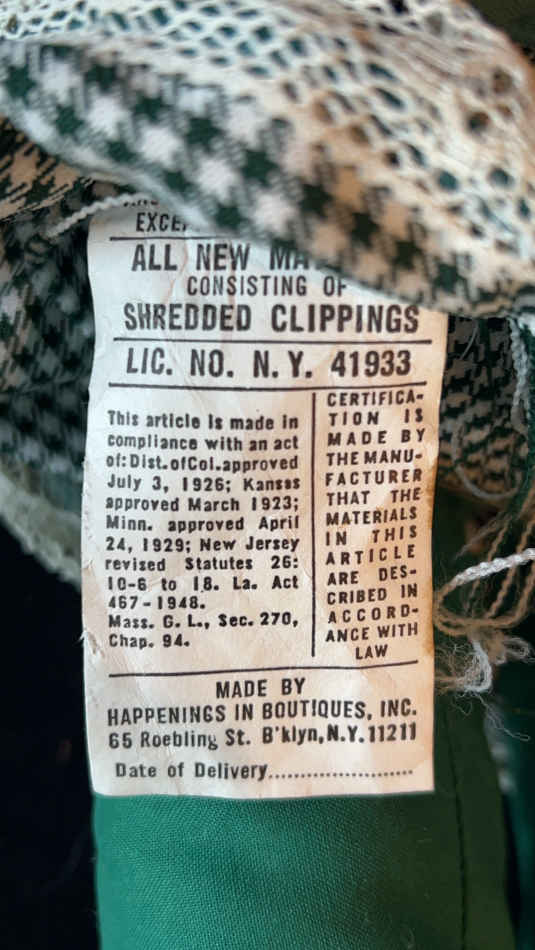 ALL NEW
CONSISTING OF
SHREDDED CLIPPINGS
LIC. NO. N.Y. 41933
This article is made in
compliance with an act
of: Dist. of Col. approved
July 3, 1926; Kansas
approved March 1923;
Minn. approved April
24, 1929; New Jersey
revised Statutes 26:
10-6 to 18. La. Act
467-1948.
Mass. G. L., Sec. 270,
Chap. 94.
CERTIFICA-
TION IS
MADE BY
THE MANU-
FACTURER
THAT THE
MATERIALS
IN THIS
ARTICLE
ARE DES-
CRIBED IN
ACCORD-
ANCE WITH
LAW
MADE BY
HAPPENINGS IN BOUTIQUES, INC.
65 Roebling St. B'klyn, N.Y. 11211
Date of Delivery........................